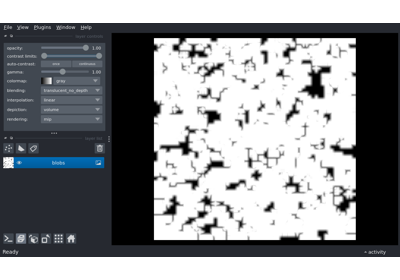 File View Plugins Window Help
opacity: 1.00
contrast limits:
auto-contrast: once continuous
gamma: 1.00
colormap: gray
blending: translucent_no_depth
interpolation: linear
depiction: volume
rendering: mip
blobs
Ready
activity